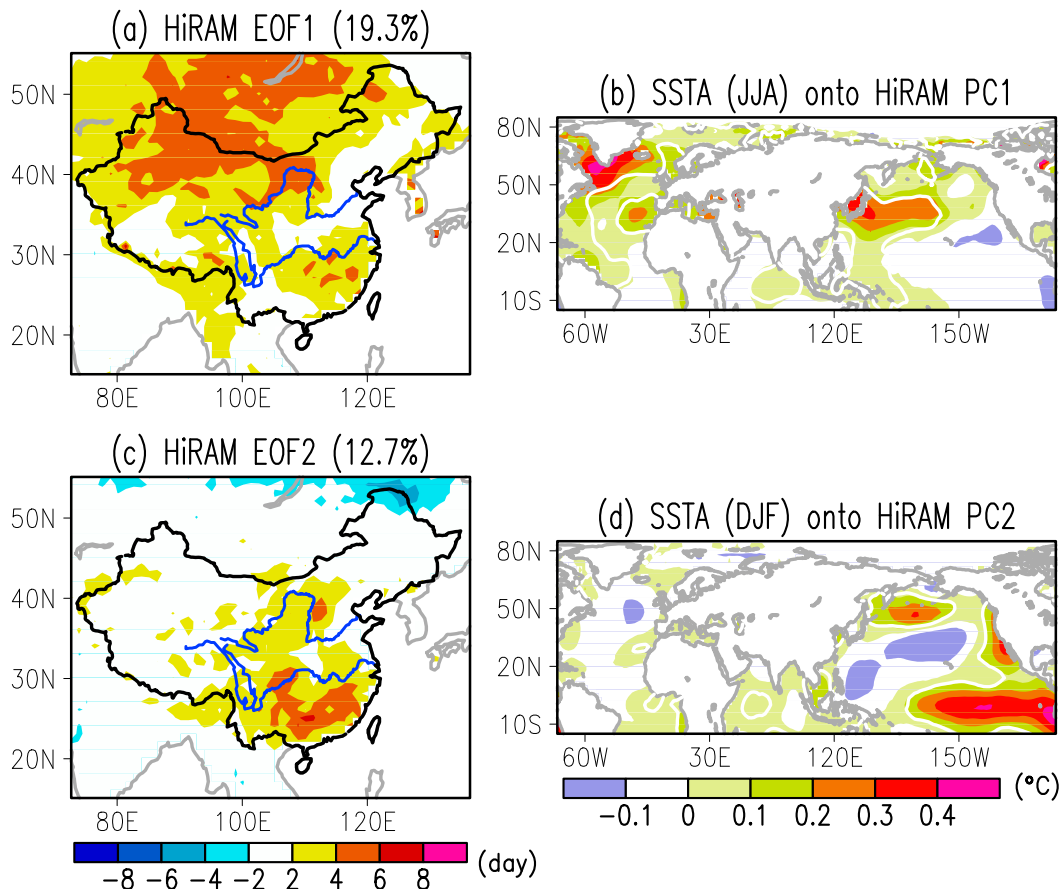 (a) HiRAM EOF1 (19.3%)
50N
40N
30N
20N
80E 100E 120E
(b) SSTA (JJA) onto HiRAM PC1
80N
50N
20N
10S
60W 30E 120E 150W
(c) HiRAM EOF2 (12.7%)
50N
40N
30N
20N
80E 100E 120E
-8 -6 -4 -2 2 4 6 8 (day)
(d) SSTA (DJF) onto HiRAM PC2
80N
50N
20N
10S
60W 30E 120E 150W
-0.1 0 0.1 0.2 0.3 0.4 (°C)